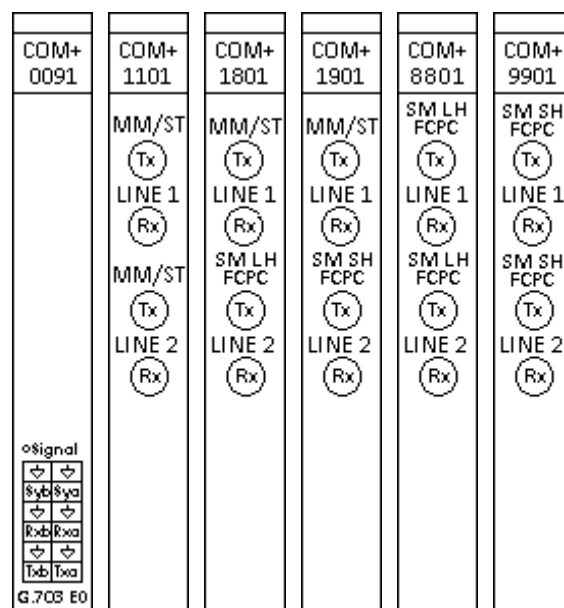 COM+
0091
Signal
Syb Sya
Rxb Rxa
Txb Txa
G.703 E0
COM+
1101
MM/ST
Tx
LINE 1
Rx
MM/ST
Tx
LINE 2
Rx
COM+
1801
MM/ST
Tx
LINE 1
Rx
SM LH
FCPC
Tx
LINE 2
Rx
COM+
1901
MM/ST
Tx
LINE 1
Rx
SM SH
FCPC
Tx
LINE 2
Rx
COM+
8801
SM LH
FCPC
Tx
LINE 1
Rx
SM LH
FCPC
Tx
LINE 2
Rx
COM+
9901
SM SH
FCPC
Tx
LINE 1
Rx
SM SH
FCPC
Tx
LINE 2
Rx